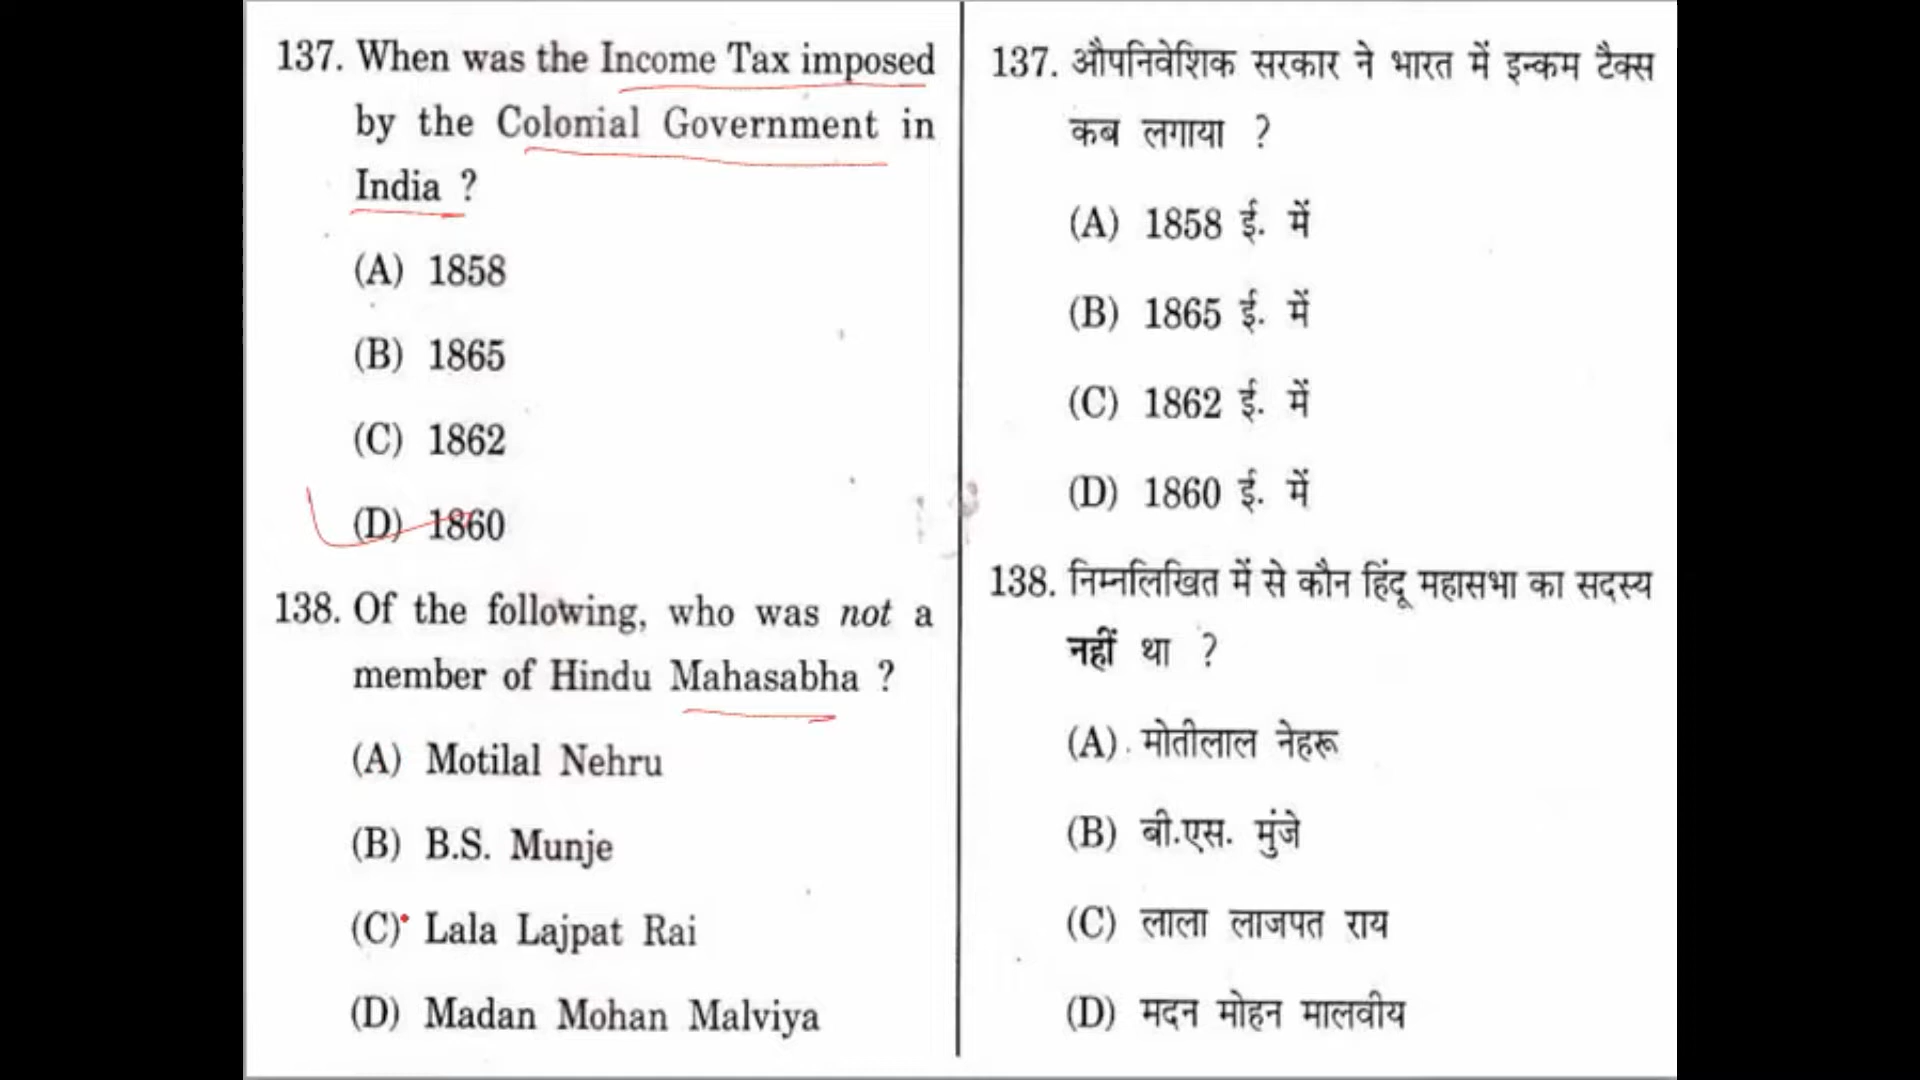 137. When was the Income Tax imposed
by the Colonial Government in
India ?
(A) 1858
(B) 1865
(C) 1862
(D) 1860
138. Of the following, who was not a
member of Hindu Mahasabha ?
(A) Motilal Nehru
(B) B.S. Munje
(C) Lala Lajpat Rai
(D) Madan Mohan Malviya
137. औपनिवेशिक सरकार ने भारत में इन्कम टैक्स
कब लगाया ?
(A) 1858 ई. में
(B) 1865 ई. में
(C) 1862 ई. में
(D) 1860 ई. में
138. निम्नलिखित में से कौन हिंदू महासभा का सदस्य
नहीं था ?
(A) मोतीलाल नेहरू
(B) बी.एस. मुंजे
(C) लाला लाजपत राय
(D) मदन मोहन मालवीय